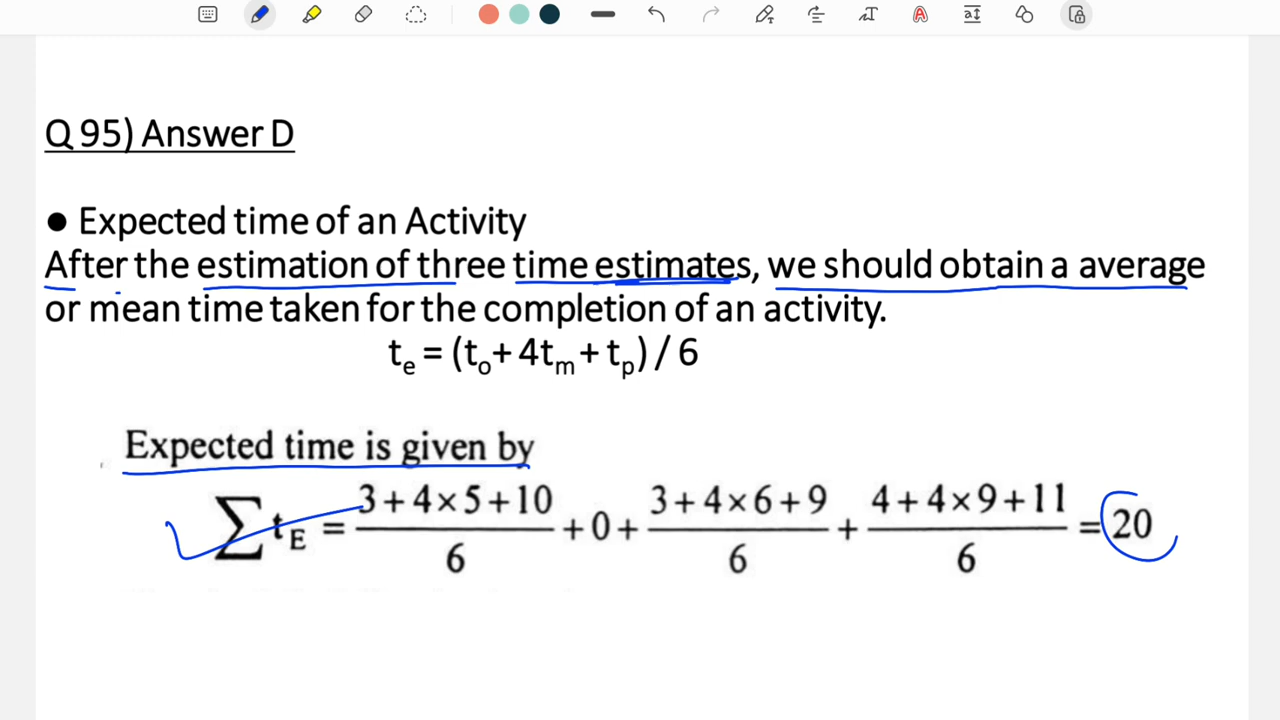 Q 95) Answer D
● Expected time of an Activity
After the estimation of three time estimates, we should obtain a average
or mean time taken for the completion of an activity.
tₑ = (tₒ+ 4tₘ + tₚ) / 6
Expected time is given by
∑ t_E = (3+4×5+10)/6 + 0 + (3+4×6+9)/6 + (4+4×9+11)/6 = 20